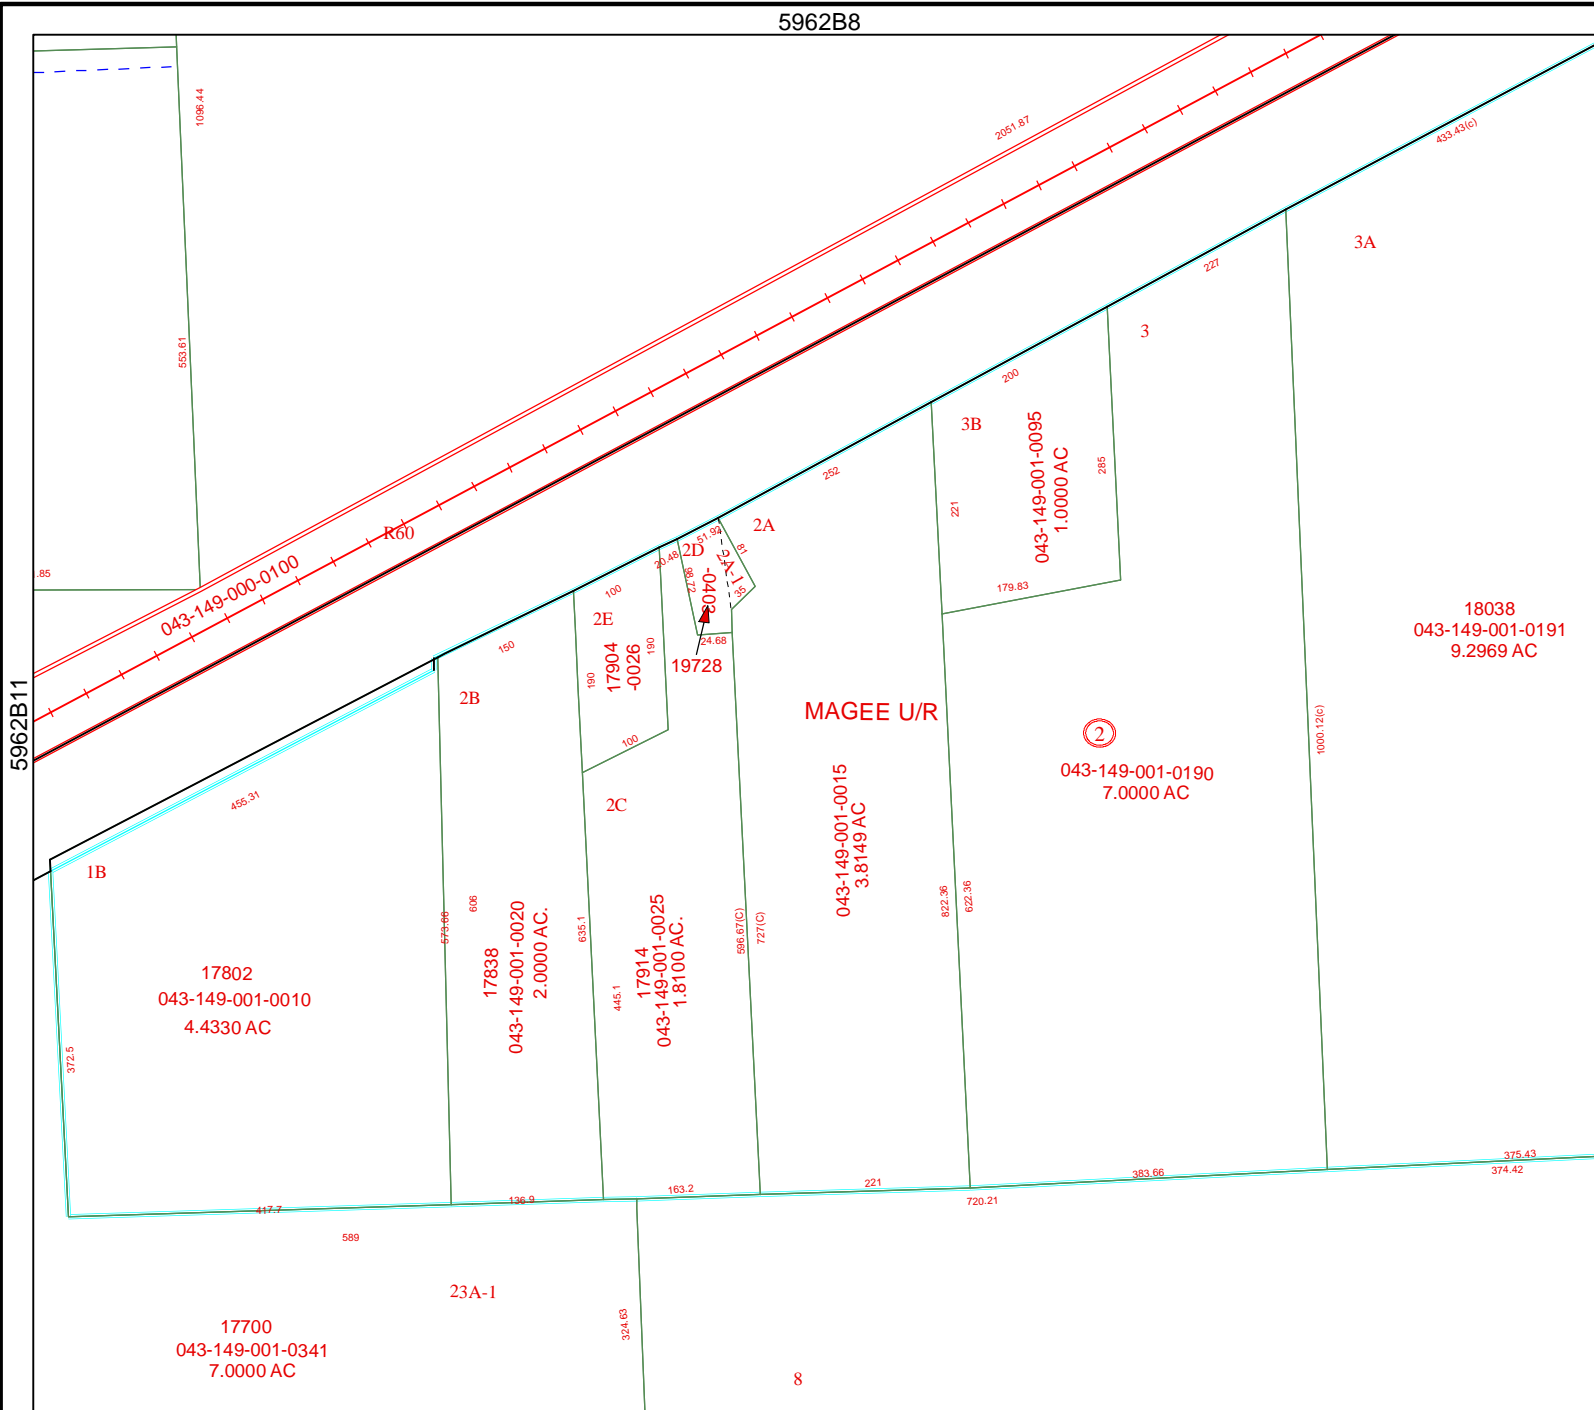 5962B8
5962B11
1096.44
553.61
.85
2051.87
433.43(c)
3A
227
3
200
3B
043-149-001-0095
1.0000 AC
285
221
179.83
252
2A
81
2A-1
35
51.92
2D
20.48
98.72
-0403
24.68
19728
R60
043-149-000-0100
100
2E
17904
-0026
190
190
100
150
2B
2C
455.31
1B
18038
043-149-001-0191
9.2969 AC
MAGEE U/R
2
043-149-001-0190
7.0000 AC
1000.12(c)
043-149-001-0015
3.8149 AC
822.36
622.36
596.67(C)
727(C)
17914
043-149-001-0025
1.8100 AC.
445.1
635.1
17838
043-149-001-0020
2.0000 AC.
606
573.66
17802
043-149-001-0010
4.4330 AC
372.5
417.7
136.9
163.2
221
383.66
375.43
374.42
720.21
589
23A-1
324.63
17700
043-149-001-0341
7.0000 AC
8